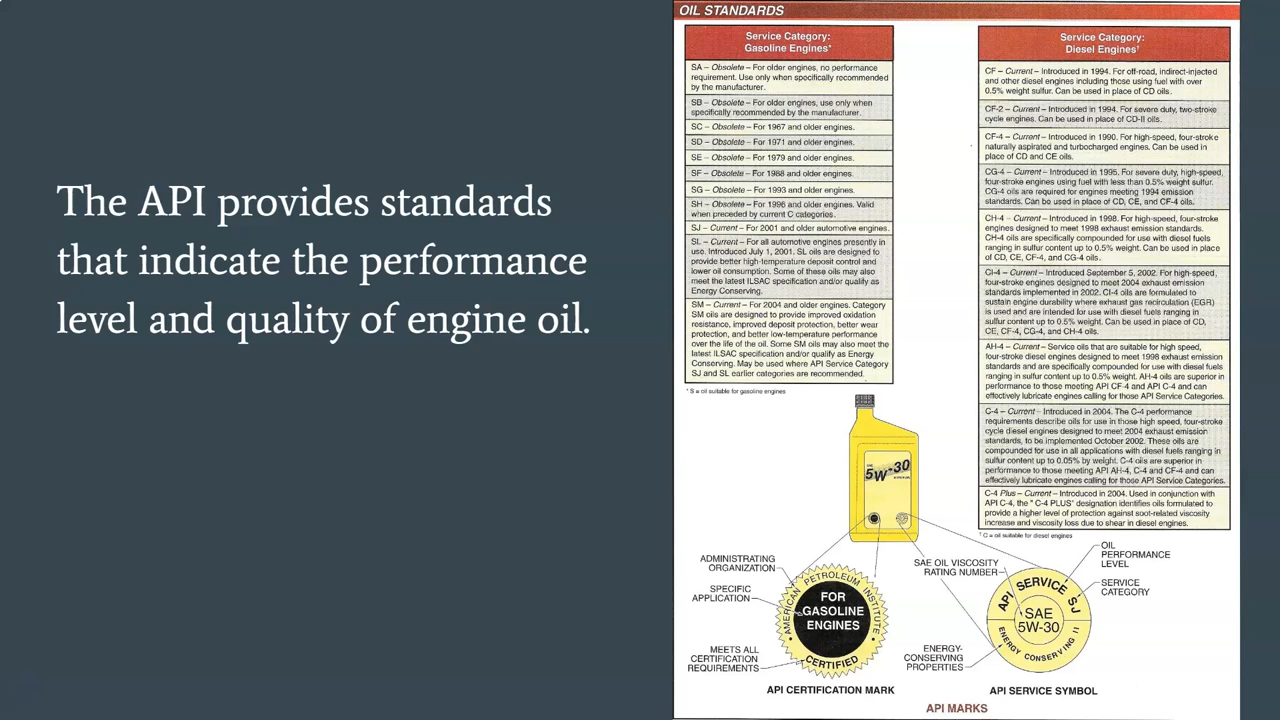 The API provides standards
that indicate the performance
level and quality of engine oil.
OIL STANDARDS
Service Category:
Gasoline Engines*
SA – Obsolete – For older engines, no performance
requirement. Use only when specifically recommended
by the manufacturer.
SB – Obsolete – For older engines, use only when
specifically recommended by the manufacturer.
SC – Obsolete – For 1967 and older engines.
SD – Obsolete – For 1971 and older engines.
SE – Obsolete – For 1979 and older engines.
SF – Obsolete – For 1988 and older engines.
SG – Obsolete – For 1993 and older engines.
SH – Obsolete – For 1996 and older engines. Valid
when preceded by current C categories.
SJ – Current – For 2001 and older automotive engines.
SL – Current – For all automotive engines presently in
use. Introduced July 1, 2001. SL oils are designed to
provide better high-temperature deposit control and
lower oil consumption. Some of these oils may also
meet the latest ILSAC specification and/or qualify as
Energy Conserving.
SM – Current – For 2004 and older engines. Category
SM oils are designed to provide improved oxidation
resistance, improved deposit protection, better wear
protection, and better low-temperature performance
over the life of the oil. Some SM oils may also meet the
latest ILSAC specification and/or qualify as Energy
Conserving. May be used where API Service Category
SJ and SL earlier categories are recommended.
* S = oil suitable for gasoline engines
Service Category:
Diesel Engines†
CF – Current – Introduced in 1994. For off-road, indirect-injected
and other diesel engines including those using fuel with over
0.5% weight sulfur. Can be used in place of CD oils.
CF-2 – Current – Introduced in 1994. For severe duty, two-stroke
cycle engines. Can be used in place of CD-II oils.
CF-4 – Current – Introduced in 1990. For high-speed, four-stroke
naturally aspirated and turbocharged engines. Can be used in
place of CD and CE oils.
CG-4 – Current – Introduced in 1995. For severe duty, high-speed,
four-stroke engines using fuel with less than 0.5% weight sulfur.
CG-4 oils are required for engines meeting 1994 emission
standards. Can be used in place of CD, CE, and CF-4 oils.
CH-4 – Current – Introduced in 1998. For high-speed, four-stroke
engines designed to meet 1998 exhaust emission standards.
CH-4 oils are specifically compounded for use with diesel fuels
ranging in sulfur content up to 0.5% weight. Can be used in place
of CD, CE, CF-4, and CG-4 oils.
CI-4 – Current – Introduced September 5, 2002. For high-speed,
four-stroke engines designed to meet 2004 exhaust emission
standards implemented in 2002. CI-4 oils are formulated to
sustain engine durability where exhaust gas recirculation (EGR)
is used and are intended for use with diesel fuels ranging in
sulfur content up to 0.5% weight. Can be used in place of CD,
CE, CF-4, CG-4, and CH-4 oils.
AH-4 – Current – Service oils that are suitable for high speed,
four-stroke diesel engines designed to meet 1998 exhaust emission
standards and are specifically compounded for use with diesel fuels
ranging in sulfur content up to 0.5% weight. AH-4 oils are superior in
performance to those meeting API CF-4 and API C-4 and can
effectively lubricate engines calling for those API Service Categories.
C-4 – Current – Introduced in 2004. The C-4 performance
requirements describe oils for use in those high speed, four-stroke
cycle diesel engines designed to meet 2004 exhaust emission
standards, to be implemented October 2002. These oils are
compounded for use in all applications with diesel fuels ranging in
sulfur content up to 0.05% by weight. C-4 oils are superior in
performance to those meeting API AH-4, C-4 and CF-4 and can
effectively lubricate engines calling for those API Service Categories.
C-4 Plus – Current – Introduced in 2004. Used in conjunction with
API C-4, the " C-4 PLUS" designation identifies oils formulated to
provide a higher level of protection against soot-related viscosity
increase and viscosity loss due to shear in diesel engines.
† C = oil suitable for diesel engines
SAE
5W-30
ADMINISTRATING
ORGANIZATION
SPECIFIC
APPLICATION
MEETS ALL
CERTIFICATION
REQUIREMENTS
AMERICAN PETROLEUM INSTITUTE
FOR
GASOLINE
ENGINES
CERTIFIED
API CERTIFICATION MARK
SAE OIL VISCOSITY
RATING NUMBER
ENERGY-
CONSERVING
PROPERTIES
OIL
PERFORMANCE
LEVEL
SERVICE
CATEGORY
API SERVICE SJ
SAE
5W-30
ENERGY CONSERVING II
API SERVICE SYMBOL
API MARKS